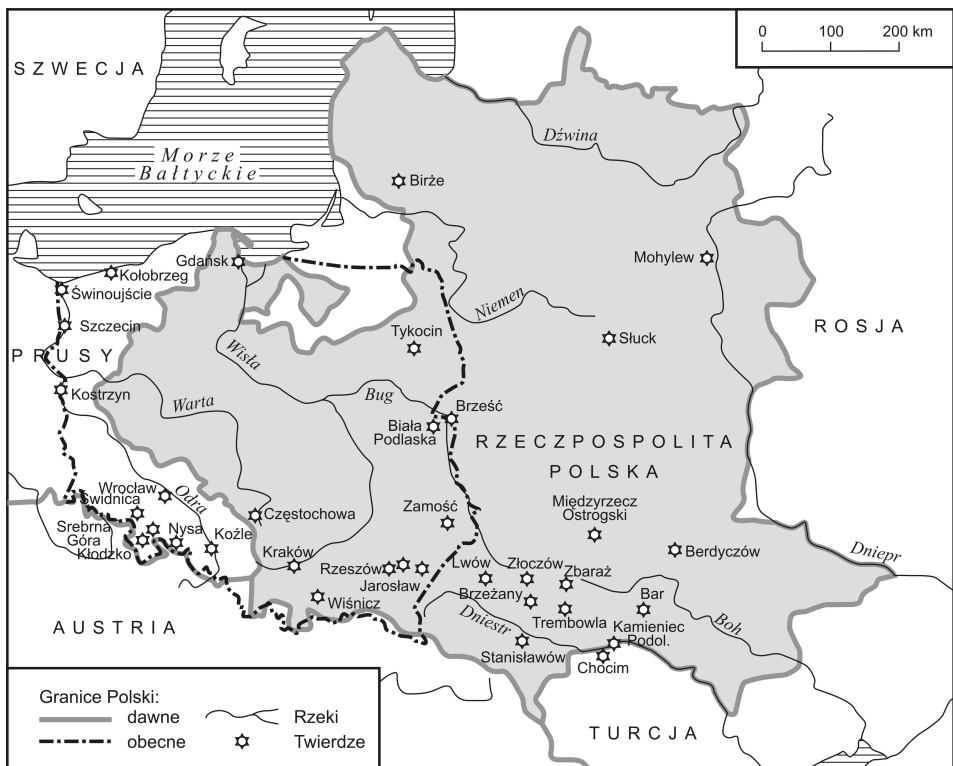 0 100 200 km
SZWECJA
Morze
Bałtyckie
Dźwina
Birże
Gdańsk
Mohylew
Kołobrzeg
Świnoujście
Niemen
Szczecin
Tykocin
Słuck
ROSJA
PRUSY
Wisła
Kostrzyn
Warta
Bug
Brześć
Biała
Podlaska
RZECZPOSPOLITA
POLSKA
Wrocław
Odra
Świdnica
Częstochowa
Zamość
Międzyrzecz
Ostrogski
Srebrna
Góra
Nysa
Koźle
Kłodzko
Kraków
Rzeszów
Jarosław
Lwów
Złoczów
Zbaraż
Berdyczów
Dniepr
Brzeżany
Wiśnicz
Trembowla
Bar
Boh
AUSTRIA
Dniestr
Kamieniec
Podol.
Stanisławów
Chocim
TURCJA
Granice Polski:
dawne
Rzeki
obecne
Twierdze